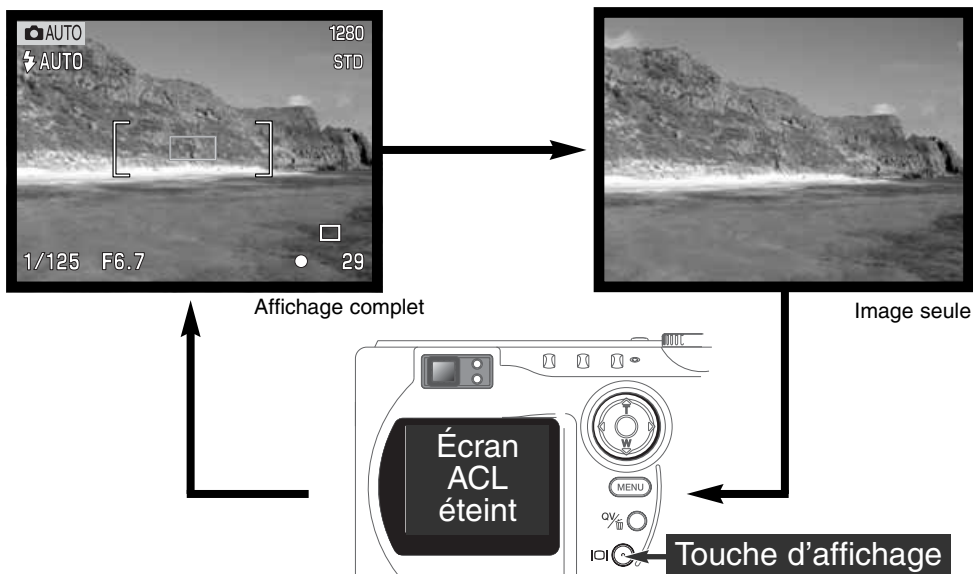 AUTO 1280
AUTO STD
1/125 F6.7 29
Affichage complet
Image seule
Écran
ACL
éteint
T
W
MENU
QV/
Touche d'affichage